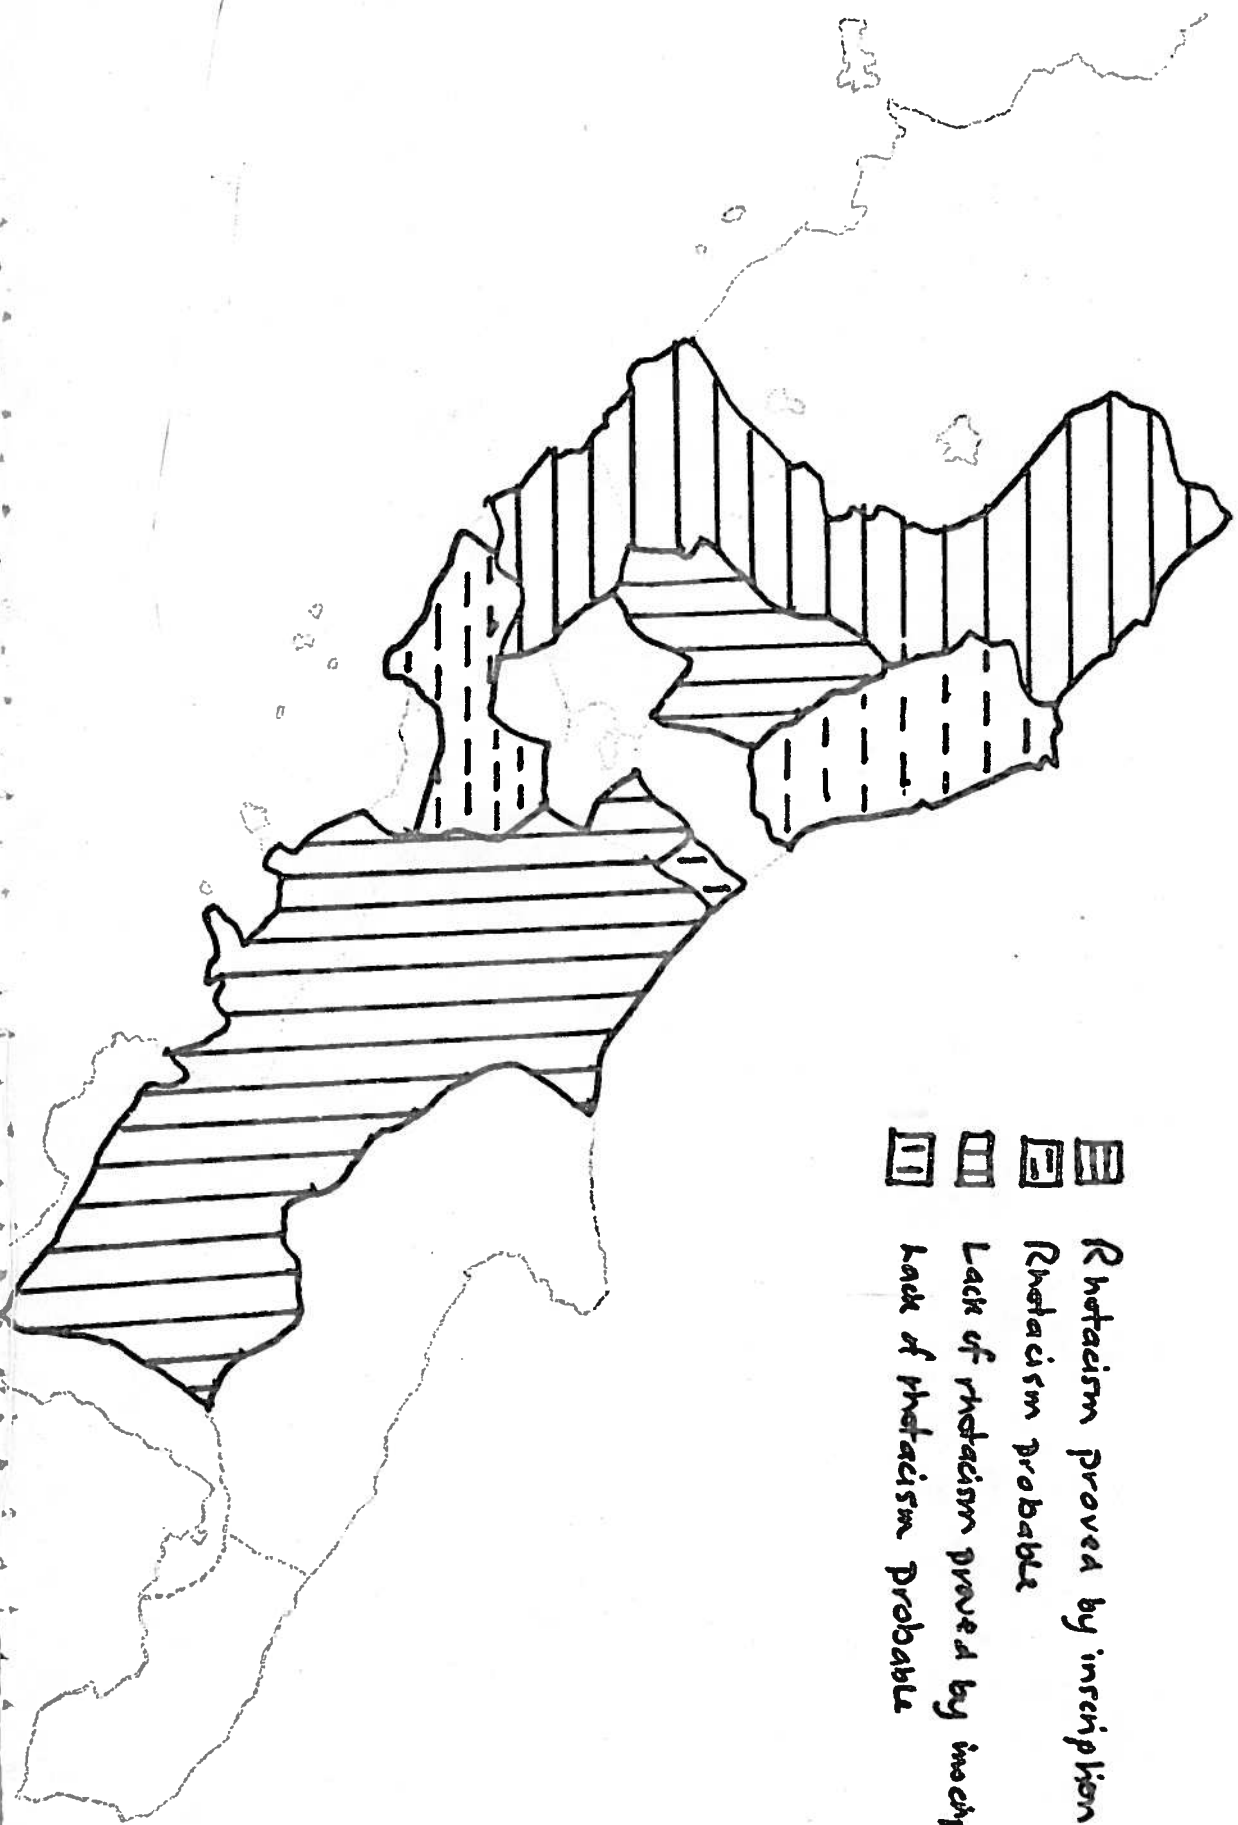 Rhotacism proved by inscription
Rhotacism probable
Lack of rhotacism proved by inscrip
Lack of rhotacism probable